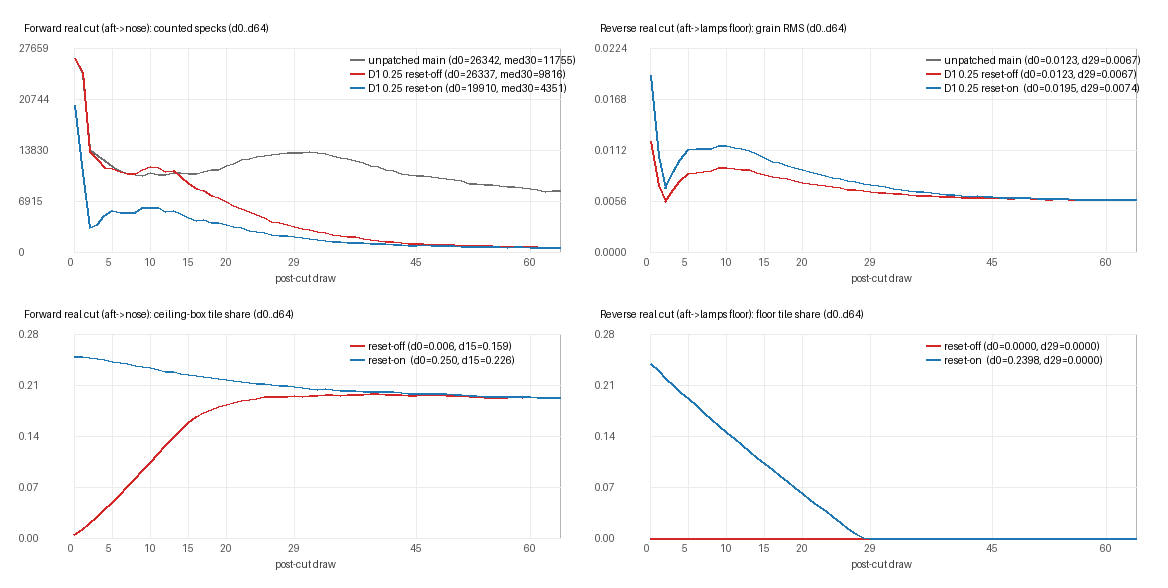 Forward real cut (aft->nose): counted specks (d0..d64)
27659
20744
13830
6915
0
unpatched main (d0=26342, med30=11755)
D1 0.25 reset-off (d0=26337, med30=9816)
D1 0.25 reset-on (d0=19910, med30=4351)
0 5 10 15 20 29 45 60
post-cut draw
Reverse real cut (aft->lamps floor): grain RMS (d0..d64)
0.0224
0.0168
0.0112
0.0056
0.0000
unpatched main (d0=0.0123, d29=0.0067)
D1 0.25 reset-off (d0=0.0123, d29=0.0067)
D1 0.25 reset-on (d0=0.0195, d29=0.0074)
0 5 10 15 20 29 45 60
post-cut draw
Forward real cut (aft->nose): ceiling-box tile share (d0..d64)
0.28
0.21
0.14
0.07
0.00
reset-off (d0=0.006, d15=0.159)
reset-on (d0=0.250, d15=0.226)
0 5 10 15 20 29 45 60
post-cut draw
Reverse real cut (aft->lamps floor): floor tile share (d0..d64)
0.28
0.21
0.14
0.07
0.00
reset-off (d0=0.0000, d29=0.0000)
reset-on (d0=0.2398, d29=0.0000)
0 5 10 15 20 29 45 60
post-cut draw